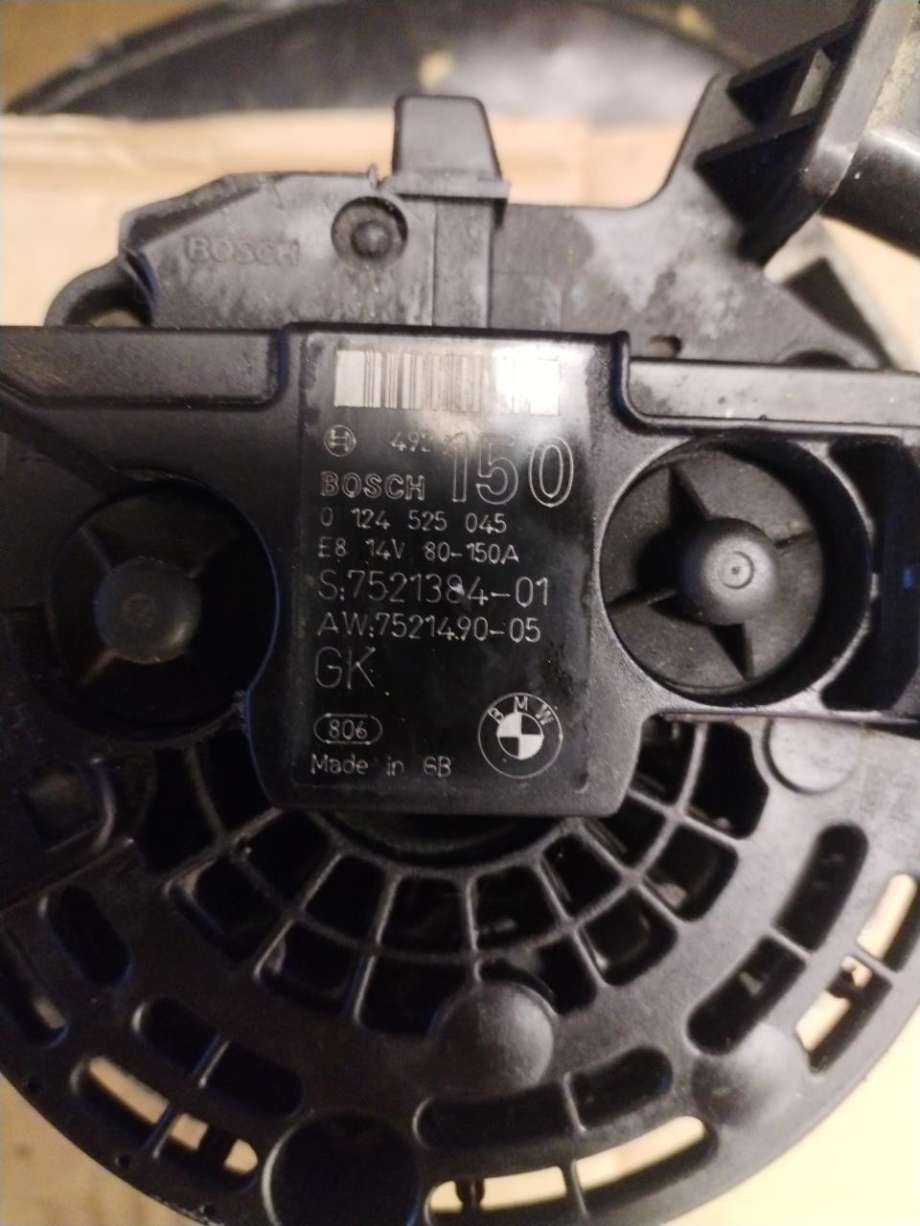 BOSCH
150
BOSCH
0 124 525 045
E8 14V 80-150A
S:7521384-01
AW:7521490-05
GK
806
BMW
Made in GB